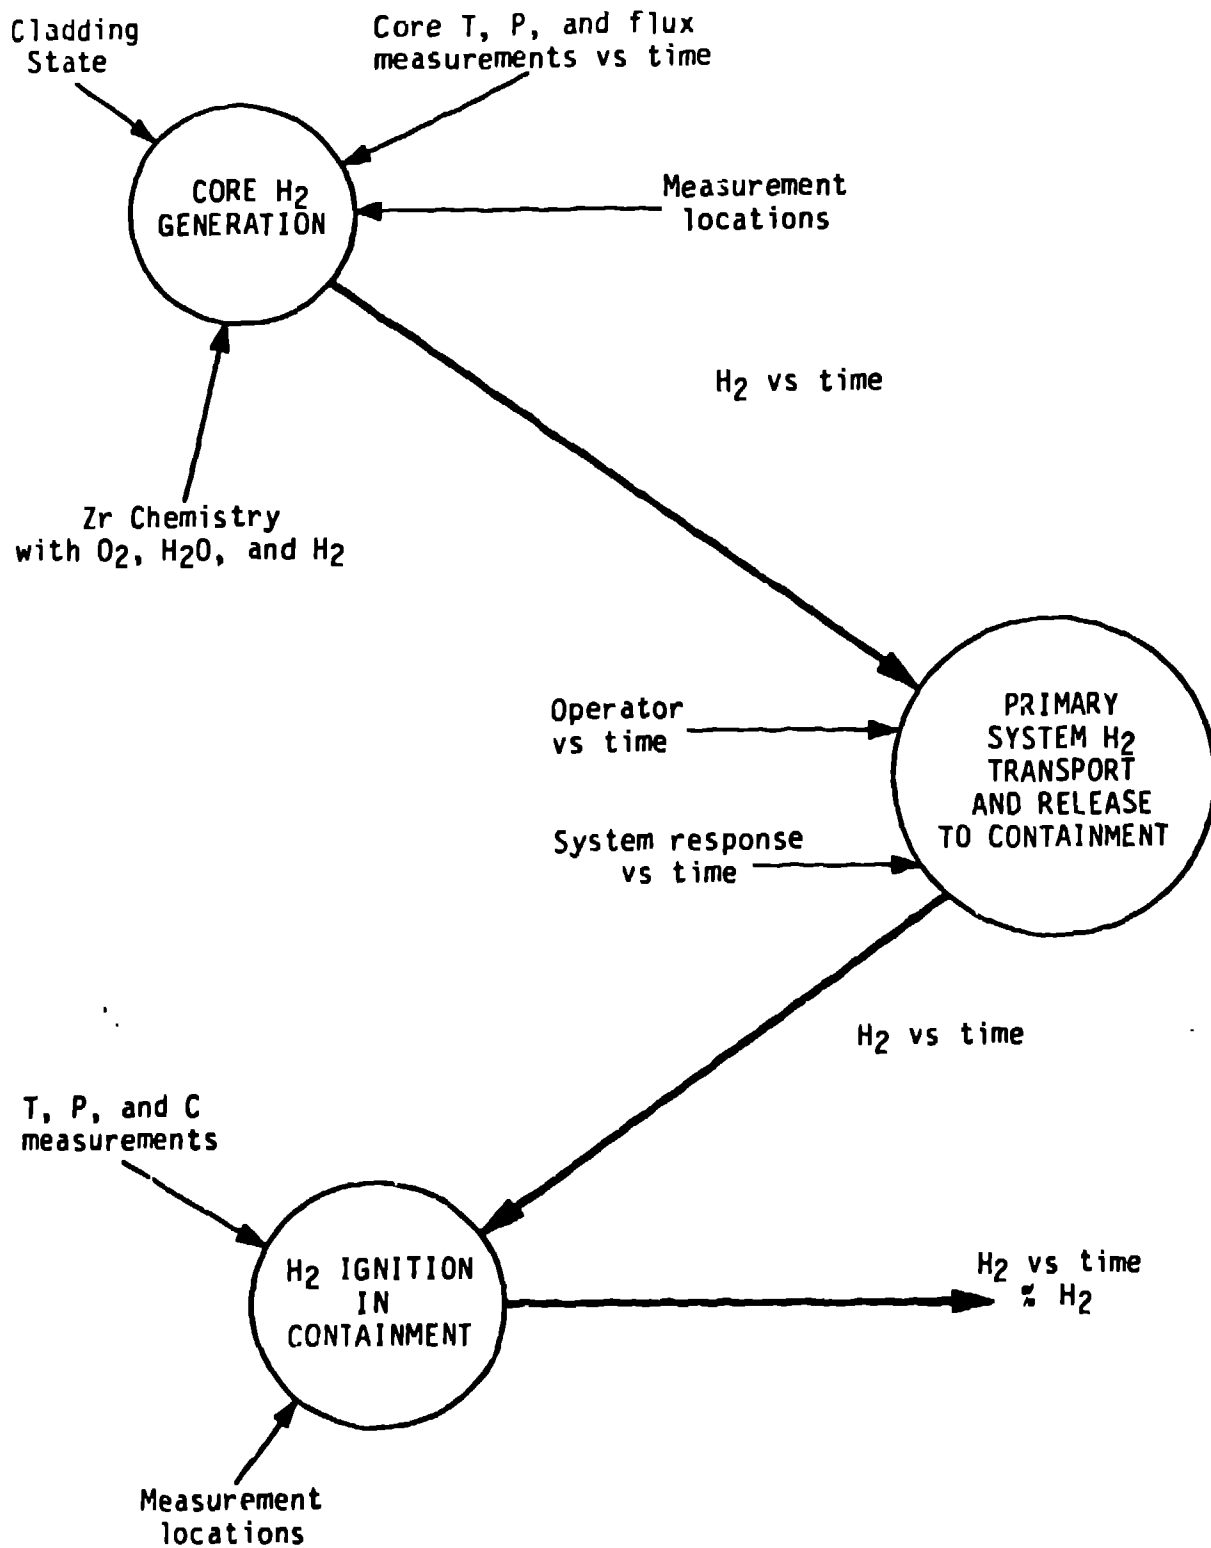 Cladding
State
Core T, P, and flux
measurements vs time
CORE H2
GENERATION
Measurement
locations
H2 vs time
Zr Chemistry
with O2, H2O, and H2
Operator
vs time
PRIMARY
SYSTEM H2
TRANSPORT
AND RELEASE
TO CONTAINMENT
System response
vs time
H2 vs time
T, P, and C
measurements
H2 IGNITION
IN
CONTAINMENT
H2 vs time
% H2
Measurement
locations